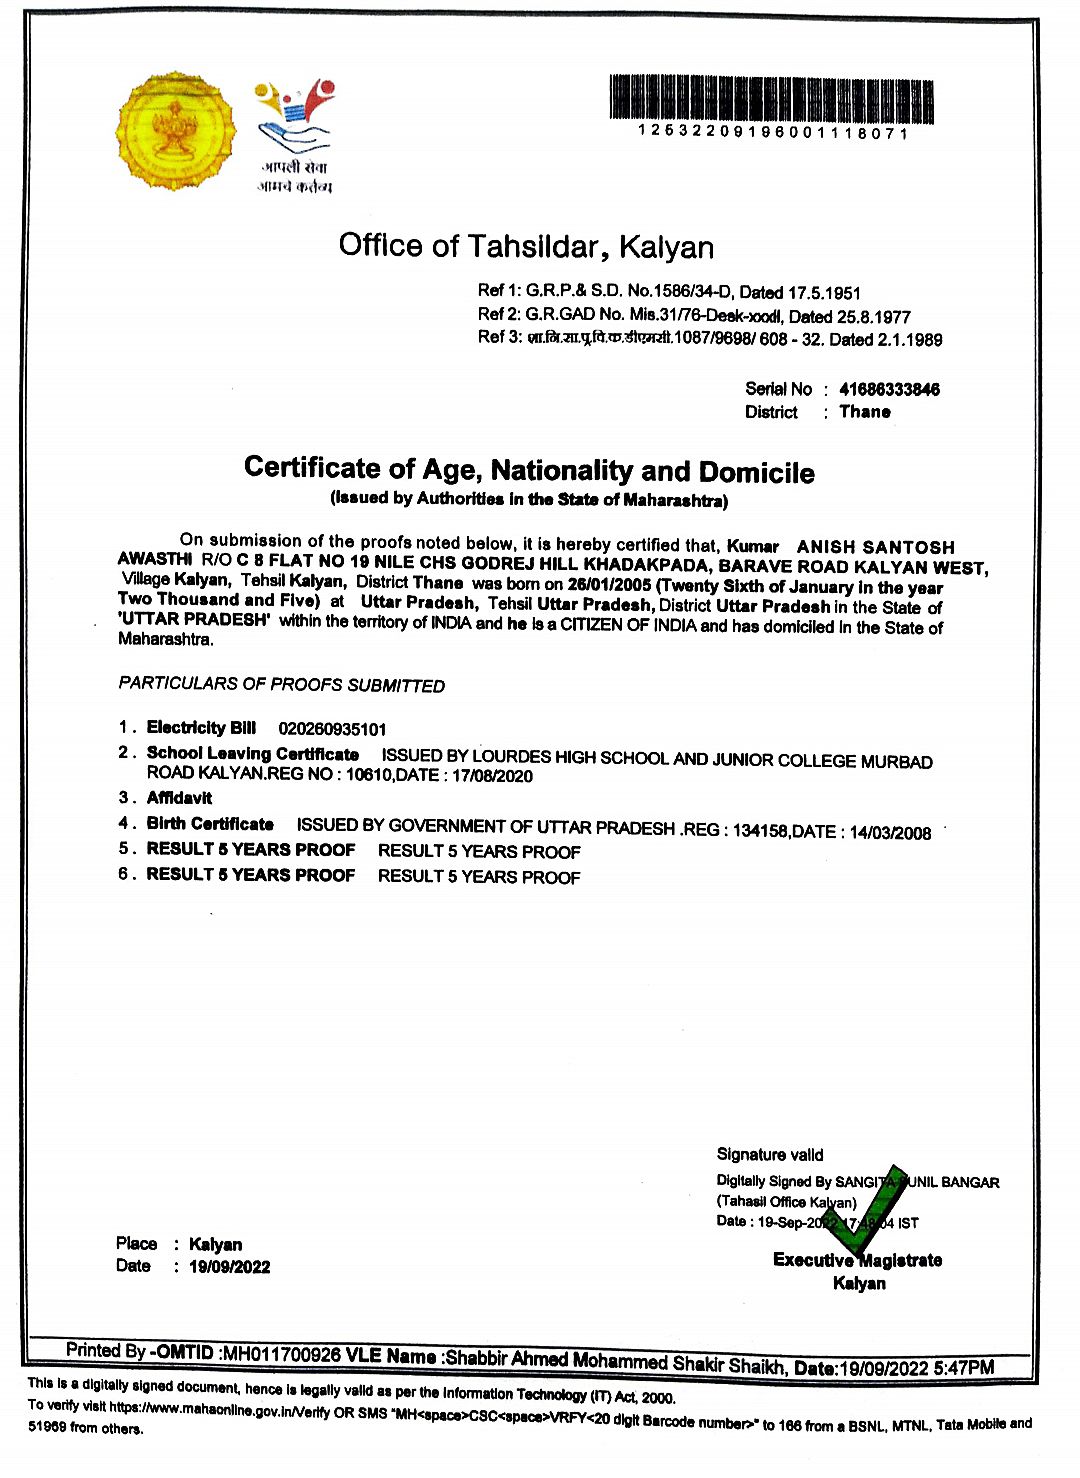 आपली सेवा
आमचे कर्तव्य
12532209196001118071
Office of Tahsildar, Kalyan
Ref 1: G.R.P.& S.D. No.1586/34-D, Dated 17.5.1951
Ref 2: G.R.GAD No. Mis.31/76-Desk-xxxii, Dated 25.8.1977
Ref 3: शा.नि.सा.पू.वि.क.डीएमसी.1087/9698/ 608 - 32. Dated 2.1.1989
Serial No : 41686333846
District : Thane
Certificate of Age, Nationality and Domicile
(Issued by Authorities in the State of Maharashtra)
On submission of the proofs noted below, it is hereby certified that, Kumar ANISH SANTOSH
AWASTHI R/O C 8 FLAT NO 19 NILE CHS GODREJ HILL KHADAKPADA, BARAVE ROAD KALYAN WEST,
Village Kalyan, Tehsil Kalyan, District Thane was born on 26/01/2005 (Twenty Sixth of January in the year
Two Thousand and Five) at Uttar Pradesh, Tehsil Uttar Pradesh, District Uttar Pradesh in the State of
'UTTAR PRADESH' within the territory of INDIA and he is a CITIZEN OF INDIA and has domiciled in the State of
Maharashtra.
PARTICULARS OF PROOFS SUBMITTED
1. Electricity Bill 020260935101
2. School Leaving Certificate ISSUED BY LOURDES HIGH SCHOOL AND JUNIOR COLLEGE MURBAD
ROAD KALYAN.REG NO : 10610,DATE : 17/08/2020
3. Affidavit
4. Birth Certificate ISSUED BY GOVERNMENT OF UTTAR PRADESH .REG : 134158,DATE : 14/03/2008
5. RESULT 5 YEARS PROOF RESULT 5 YEARS PROOF
6. RESULT 5 YEARS PROOF RESULT 5 YEARS PROOF
Signature valid
Digitally Signed By SANGITA SUNIL BANGAR
(Tahasil Office Kalyan)
Date : 19-Sep-2022 17:48:04 IST
Executive Magistrate
Kalyan
Place : Kalyan
Date : 19/09/2022
Printed By -OMTID :MH011700926 VLE Name :Shabbir Ahmed Mohammed Shakir Shaikh, Date:19/09/2022 5:47PM
This is a digitally signed document, hence is legally valid as per the Information Technology (IT) Act, 2000.
To verify visit https://www.mahaonline.gov.in/Verify OR SMS "MH<space>CSC<space>VRFY<20 digit Barcode number>" to 166 from a BSNL, MTNL, Tata Mobile and
51969 from others.